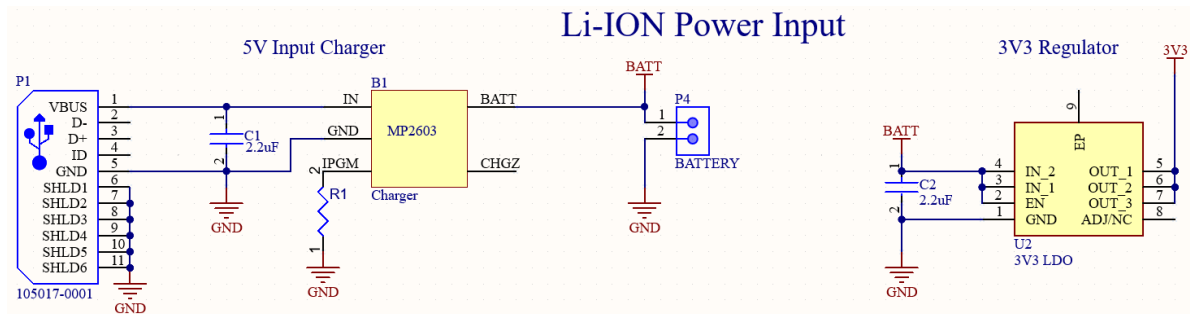 Li-ION Power Input
5V Input Charger
3V3 Regulator
P1
VBUS 1
D- 2
D+ 3
ID 4
GND 5
SHLD1 6
SHLD2 7
SHLD3 8
SHLD4 9
SHLD5 10
SHLD6 11
105017-0001
GND
1
C1
2.2uF
2
GND
B1
IN
GND
IPGM
MP2603
BATT
CHGZ
Charger
2
R1
1
GND
BATT
P4
1
2
BATTERY
GND
BATT
1
C2
2.2uF
2
GND
3V3
9
EP
4 IN_2 OUT_1 5
3 IN_1 OUT_2 6
2 EN OUT_3 7
1 GND ADJ/NC 8
U2
3V3 LDO